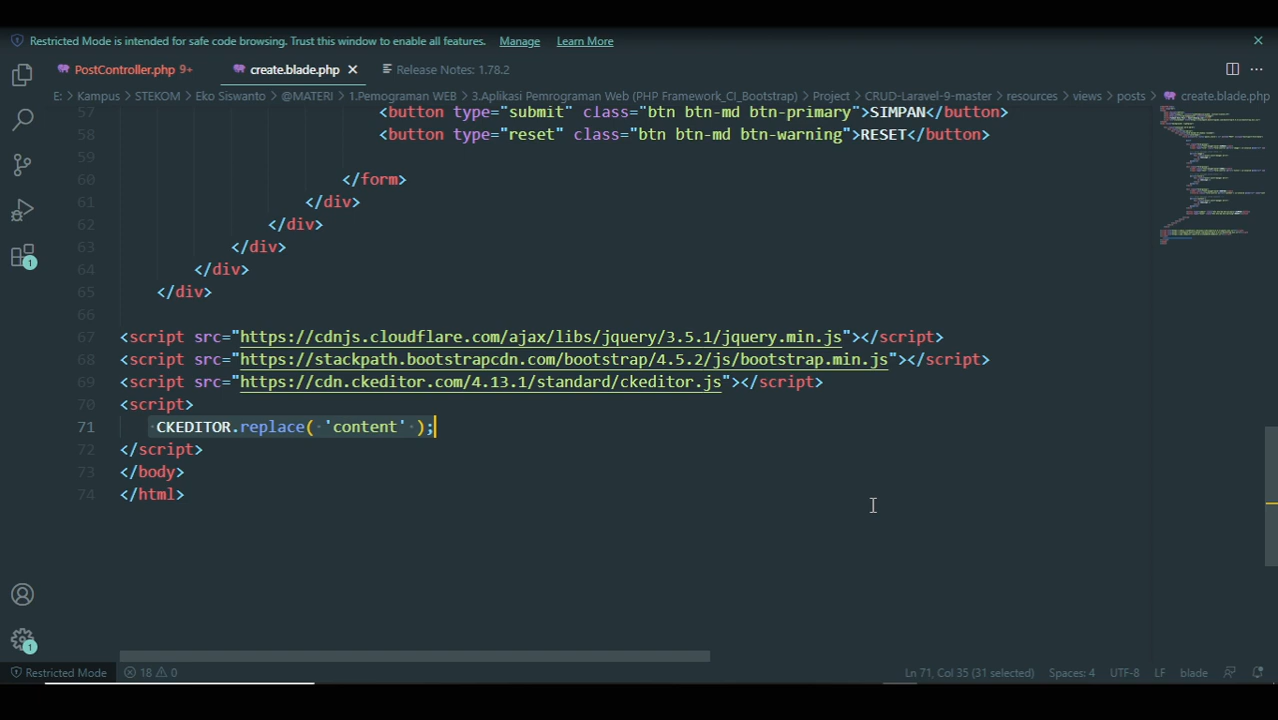 Restricted Mode is intended for safe code browsing. Trust this window to enable all features. Manage Learn More
PostController.php 9+ create.blade.php Release Notes: 1.78.2
E: > Kampus > STEKOM > Eko Siswanto > @MATERI > 1.Pemograman WEB > 3.Aplikasi Pemrograman Web (PHP Framework_CI_Bootstrap) > Project > CRUD-Laravel-9-master > resources > views > posts > create.blade.php
57 <button type="submit" class="btn btn-md btn-primary">SIMPAN</button>
58 <button type="reset" class="btn btn-md btn-warning">RESET</button>
59
60 </form>
61 </div>
62 </div>
63 </div>
64 </div>
65 </div>
66
67 <script src="https://cdnjs.cloudflare.com/ajax/libs/jquery/3.5.1/jquery.min.js"></script>
68 <script src="https://stackpath.bootstrapcdn.com/bootstrap/4.5.2/js/bootstrap.min.js"></script>
69 <script src="https://cdn.ckeditor.com/4.13.1/standard/ckeditor.js"></script>
70 <script>
71 CKEDITOR.replace( 'content' );
72 </script>
73 </body>
74 </html>
1
1
Restricted Mode 18 0 Ln 71, Col 35 (31 selected) Spaces: 4 UTF-8 LF blade